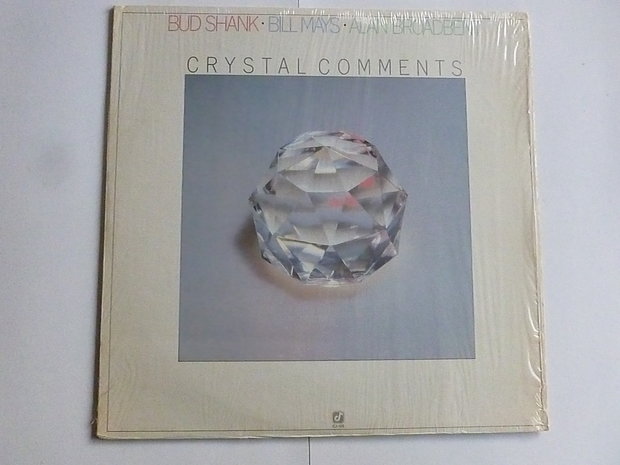 BUD SHANK · BILL MAYS · ALAN BROADBENT
CRYSTAL COMMENTS